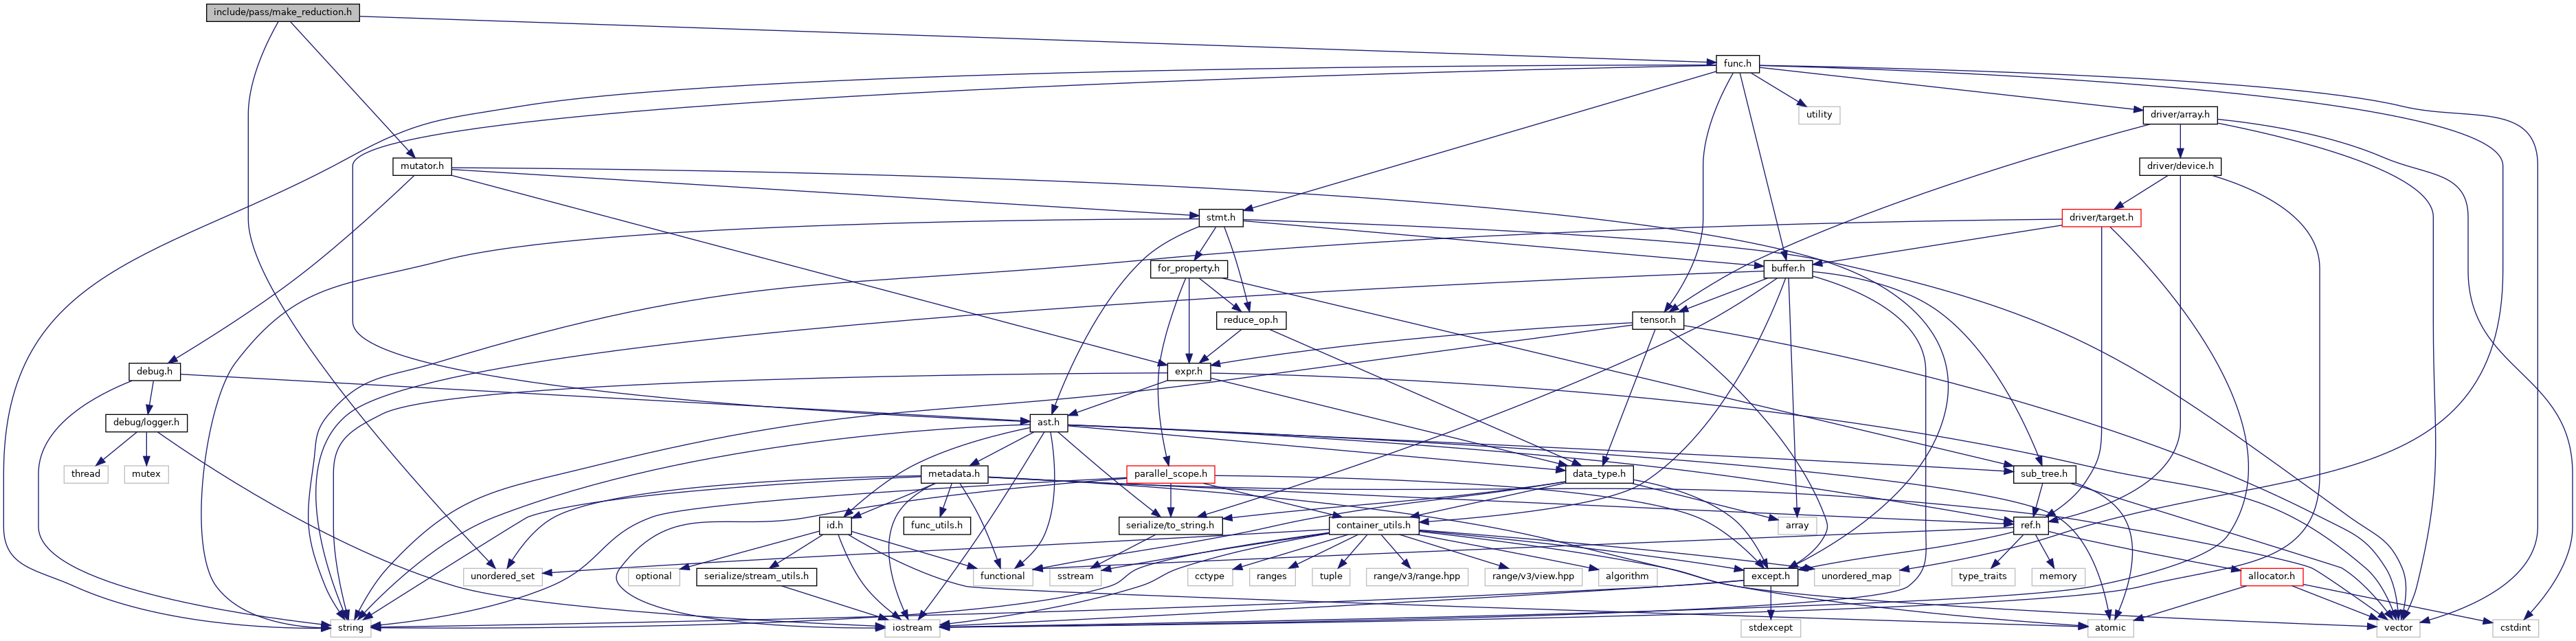 include/pass/make_reduction.h
func.h
utility
driver/array.h
mutator.h
driver/device.h
stmt.h
driver/target.h
for_property.h
buffer.h
reduce_op.h
tensor.h
debug.h
expr.h
debug/logger.h
ast.h
thread
mutex
metadata.h
parallel_scope.h
data_type.h
sub_tree.h
id.h
func_utils.h
serialize/to_string.h
container_utils.h
array
ref.h
unordered_set
optional
serialize/stream_utils.h
functional
sstream
cctype
ranges
tuple
range/v3/range.hpp
range/v3/view.hpp
algorithm
except.h
unordered_map
type_traits
memory
allocator.h
string
iostream
stdexcept
atomic
vector
cstdint